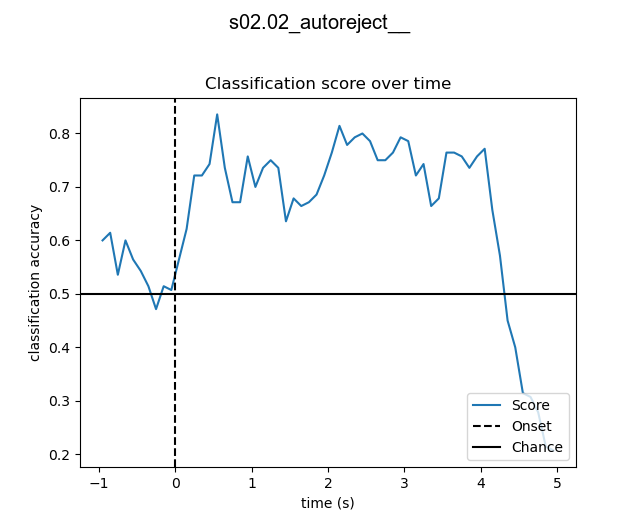 s02.02_autoreject__
Classification score over time
classification accuracy
0.8
0.7
0.6
0.5
0.4
0.3
0.2
−1
0
1
2
3
4
5
time (s)
Score
Onset
Chance